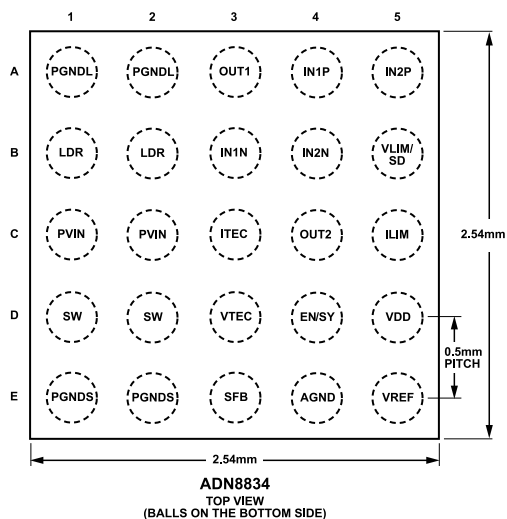 1 2 3 4 5
A PGNDL PGNDL OUT1 IN1P IN2P
B LDR LDR IN1N IN2N VLIM/
SD
C PVIN PVIN ITEC OUT2 ILIM
2.54mm
D SW SW VTEC EN/SY VDD
0.5mm
PITCH
E PGNDS PGNDS SFB AGND VREF
2.54mm
ADN8834
TOP VIEW
(BALLS ON THE BOTTOM SIDE)